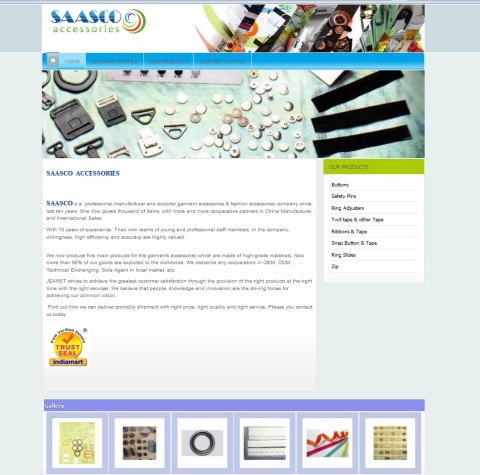 SAASCO
accessories
HOME
COMPANY PROFILE
OUR PRODUCTS
CONTACT WITH US
SAASCO ACCESSORIES
OUR PRODUCTS
Buttons
Safety Pins
Ring Adjusters
Twill tape & other Tape
Ribbons & Tape
Snap Button & Tape
Ring Slides
Zip
SAASCO is a professional manufacturer and exporter garment accessories & fashion accessories company since
last ten years. She now covers thousand of items, with more and more cooperative partners in China Manufacturer
and International Sales
With 10 years of experience. Their own teams of young and professional staff members. In the company,
willingness, high efficiency and accuracy are highly valued.
We now produce five main products for the garments accessories which are made of high-grade materials. Now
more than 90% of our goods are exported to the worldwide. We welcome any cooperation in OEM, ODM,
Technical Exchanging, Sole Agent in local market, etc.
JEANET strives to achieve the greatest customer satisfaction through the provision of the right products at the right
time with the right services. We believe that people, knowledge and innovation are the driving forces for
achieving our common vision.
Find out how we can deliver promptly shipment with right price, right quality and right service. Please you contact
us today.
View Verified Details
TRUST
SEAL
indiamart
Gallery